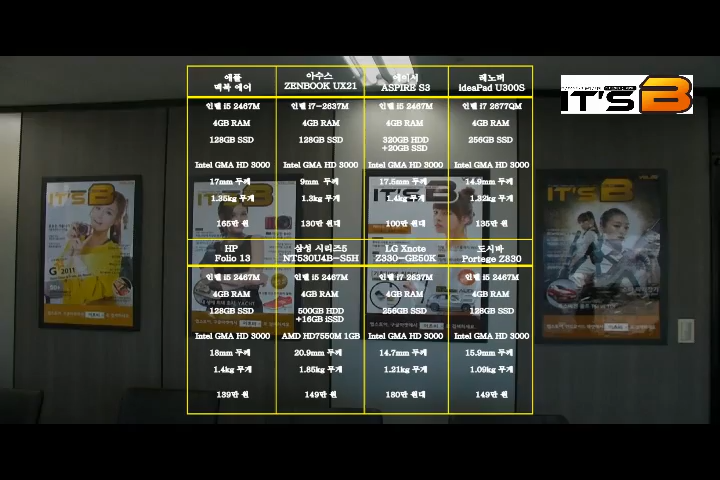 애플
맥북 에어
아수스
ZENBOOK UX21
에이서
ASPIRE S3
레노버
ideaPad U300S
인텔 i5 2467M
인텔 i7-2637M
인텔 i5 2467M
인텔 i7 2677QM
4GB RAM
4GB RAM
4GB RAM
4GB RAM
128GB SSD
128GB SSD
320GB HDD
+20GB SSD
256GB SSD
Intel GMA HD 3000
Intel GMA HD 3000
Intel GMA HD 3000
Intel GMA HD 3000
17mm 두께
9mm 두께
17.5mm 두께
14.9mm 두께
1.35kg 무게
1.3kg 무게
1.4kg 무게
1.32kg 무게
165만 원
130만 원대
100만 원대
135만 원
HP
Folio 13
삼성 시리즈5
NT530U4B-S5H
LG Xnote
Z330-GE50K
도시바
Portege Z830
인텔 i5 2467M
인텔 i5 2467M
인텔 i7 2637M
인텔 i5 2467M
4GB RAM
4GB RAM
4GB RAM
4GB RAM
128GB SSD
500GB HDD
+16GB iSSD
256GB SSD
128GB SSD
Intel GMA HD 3000
AMD HD7550M 1GB
Intel GMA HD 3000
Intel GMA HD 3000
18mm 두께
20.9mm 두께
14.7mm 두께
15.9mm 두께
1.4kg 무게
1.85kg 무게
1.21kg 무게
1.09kg 무게
139만 원
149만 원
180만 원대
149만 원
IT'S B
IT'S B
G 2011
IT'S B
IT'S B
IT'S B